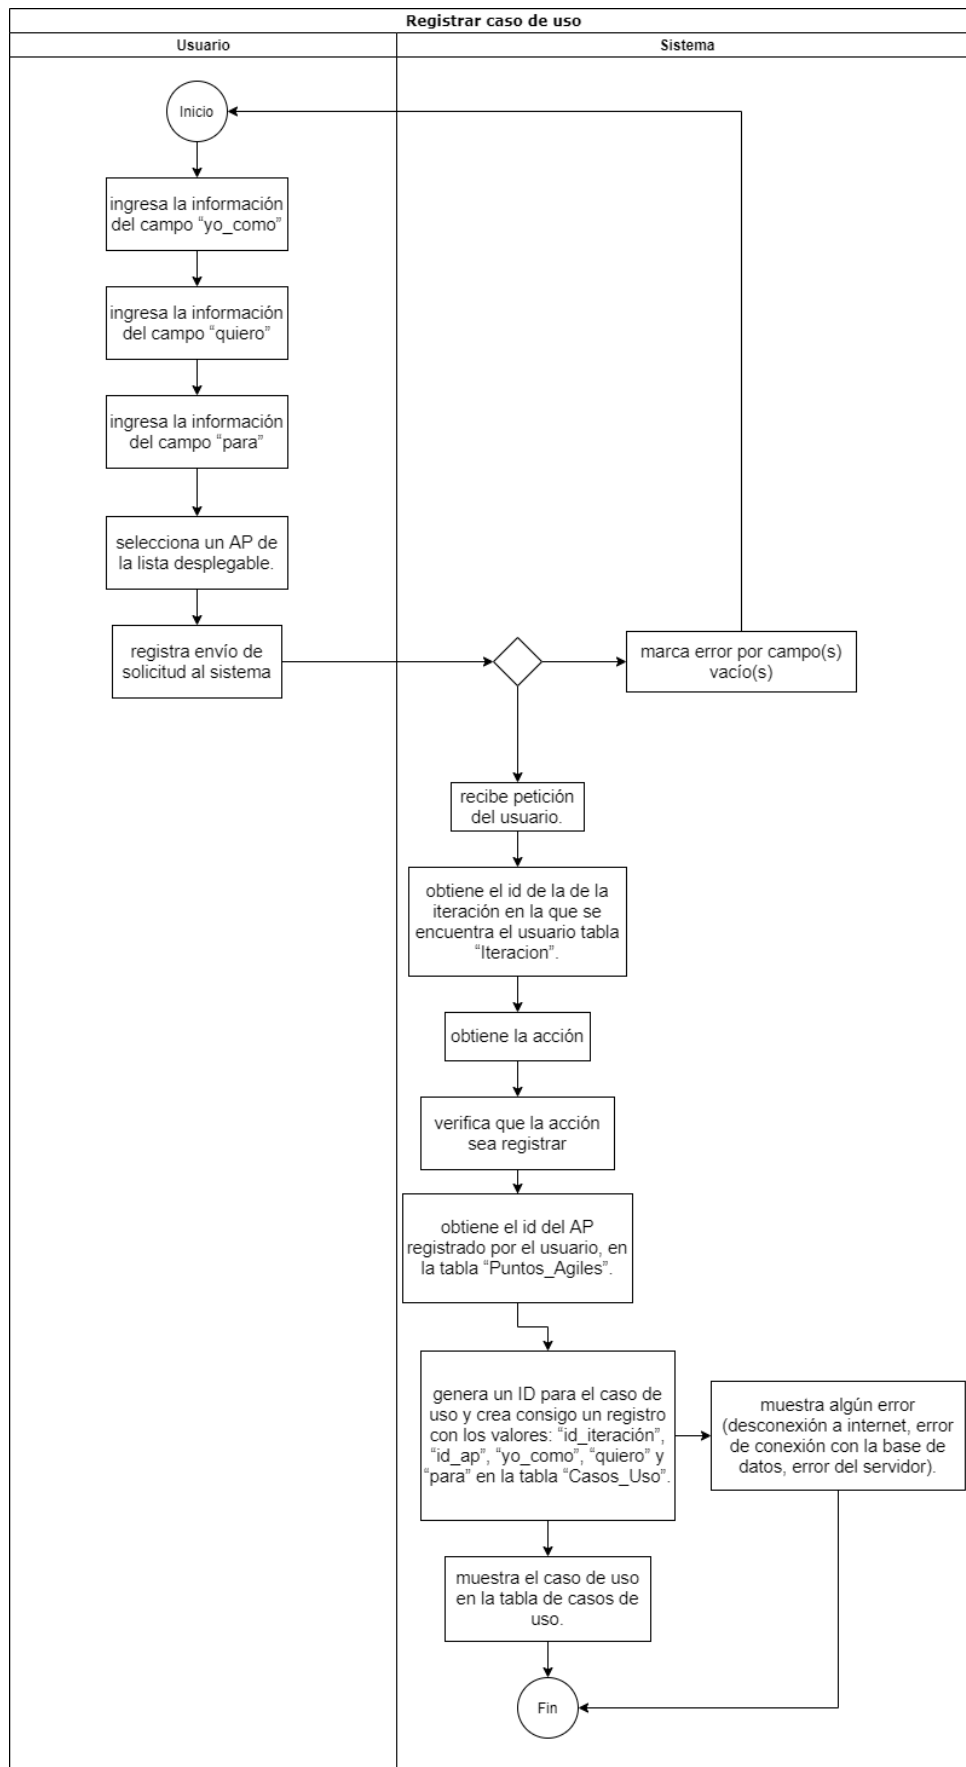 Registrar caso de uso
Usuario
Sistema
Inicio
ingresa la información
del campo “yo_como”
ingresa la información
del campo “quiero”
ingresa la información
del campo “para”
selecciona un AP de
la lista desplegable.
registra envío de
solicitud al sistema
marca error por campo(s)
vacío(s)
recibe petición
del usuario.
obtiene el id de la de la
iteración en la que se
encuentra el usuario tabla
“Iteracion”.
obtiene la acción
verifica que la acción
sea registrar
obtiene el id del AP
registrado por el usuario, en
la tabla “Puntos_Agiles”.
genera un ID para el caso de
uso y crea consigo un registro
con los valores: “id_iteración”,
“id_ap”, “yo_como”, “quiero” y
“para” en la tabla “Casos_Uso”.
muestra algún error
(desconexión a internet, error
de conexión con la base de
datos, error del servidor).
muestra el caso de uso
en la tabla de casos de
uso.
Fin